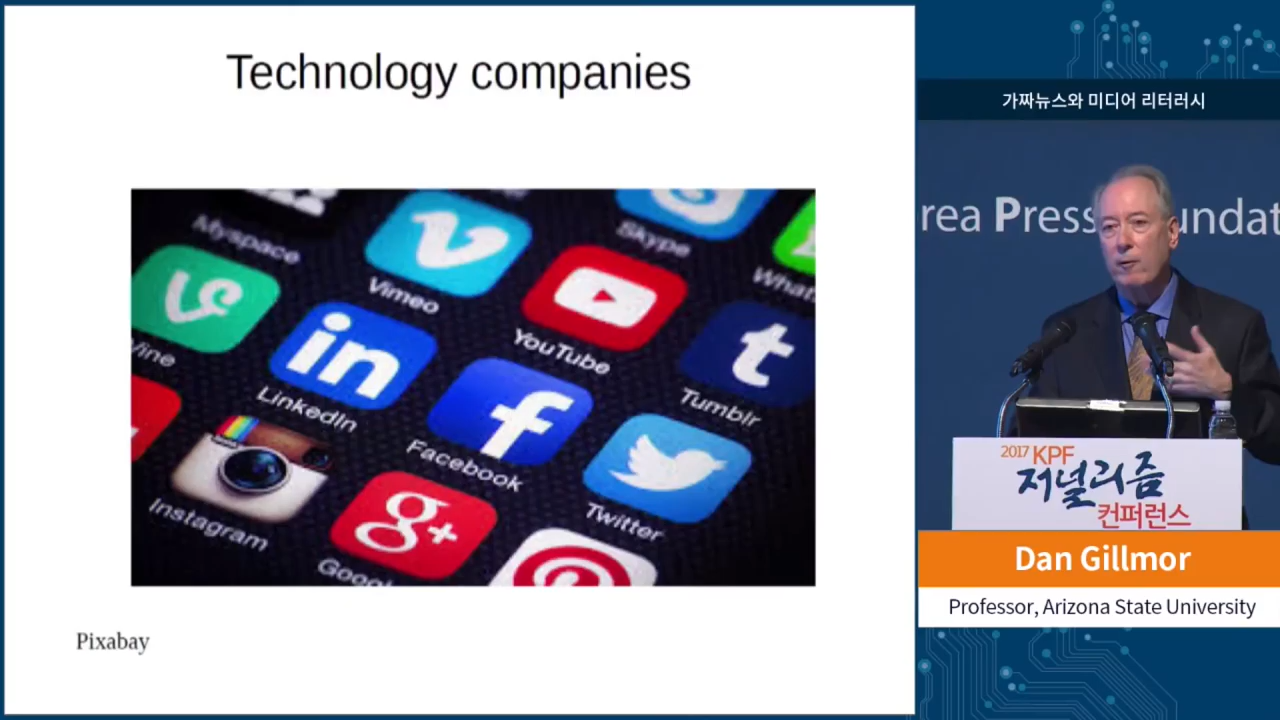 Technology companies
Myspace
Vimeo
Skype
Vine
YouTube
LinkedIn
Tumblr
Facebook
Instagram
Twitter
Pixabay
가짜뉴스와 미디어 리터러시
Press
2017 KPF
저널리즘
컨퍼런스
Dan Gillmor
Professor, Arizona State University